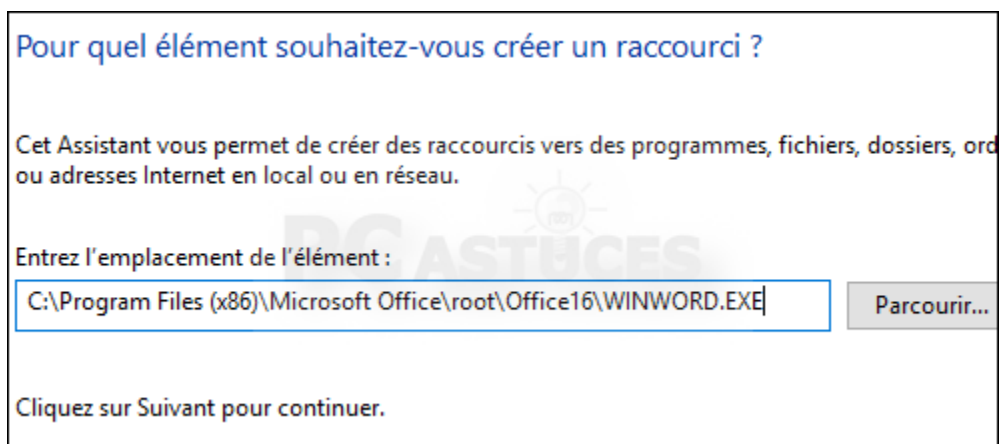 Pour quel élément souhaitez-vous créer un raccourci ?
Cet Assistant vous permet de créer des raccourcis vers des programmes, fichiers, dossiers, ord
ou adresses Internet en local ou en réseau.
PC ASTUCES
Entrez l'emplacement de l'élément :
C:\Program Files (x86)\Microsoft Office\root\Office16\WINWORD.EXE
Parcourir...
Cliquez sur Suivant pour continuer.